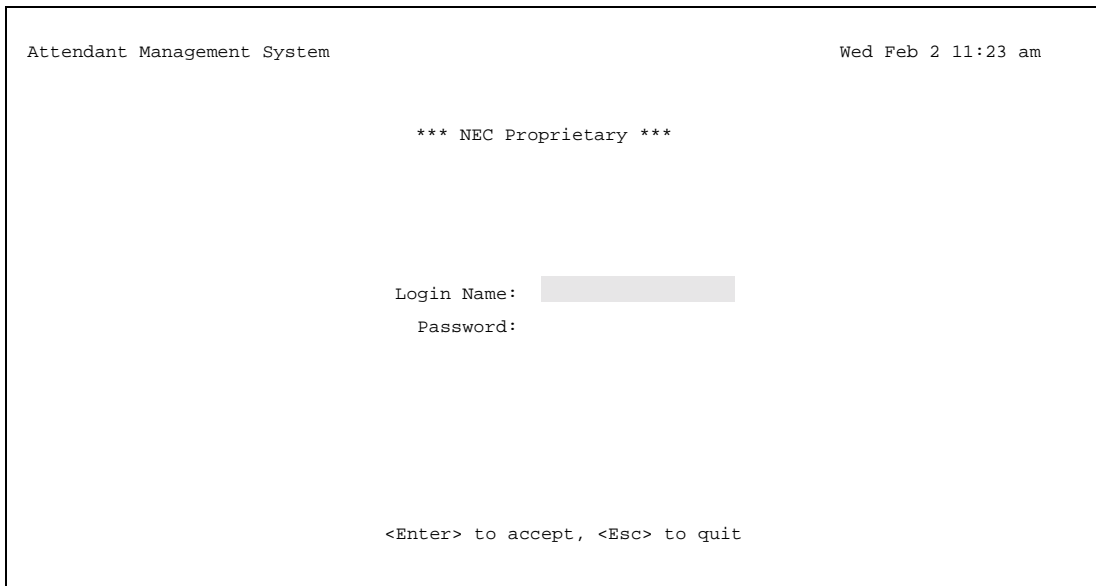 Attendant Management System Wed Feb 2 11:23 am
*** NEC Proprietary ***
Login Name:
Password:
<Enter> to accept, <Esc> to quit